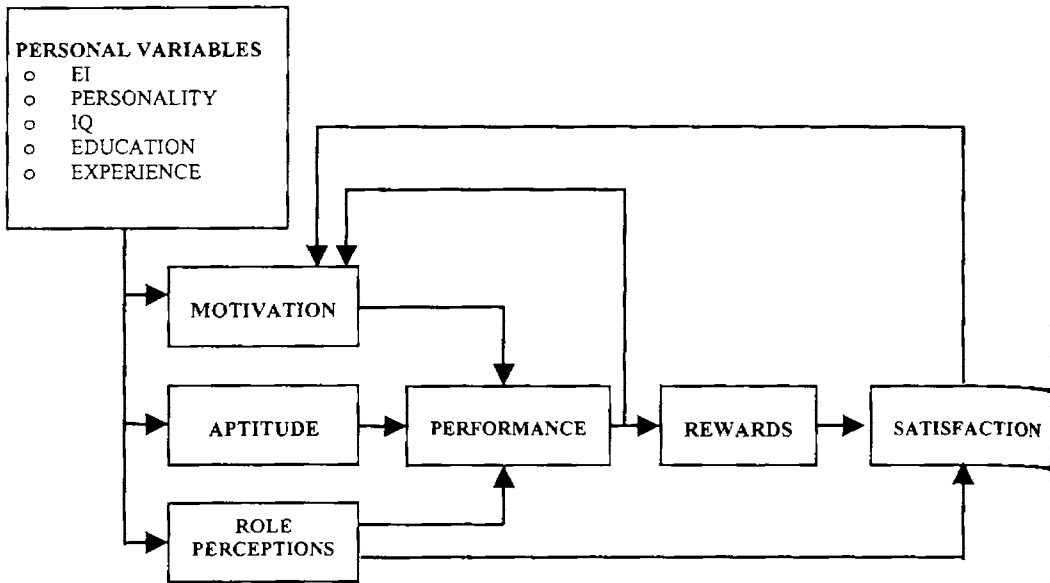 PERSONAL VARIABLES
o EI
o PERSONALITY
o IQ
o EDUCATION
o EXPERIENCE
MOTIVATION
APTITUDE
PERFORMANCE
REWARDS
SATISFACTION
ROLE
PERCEPTIONS